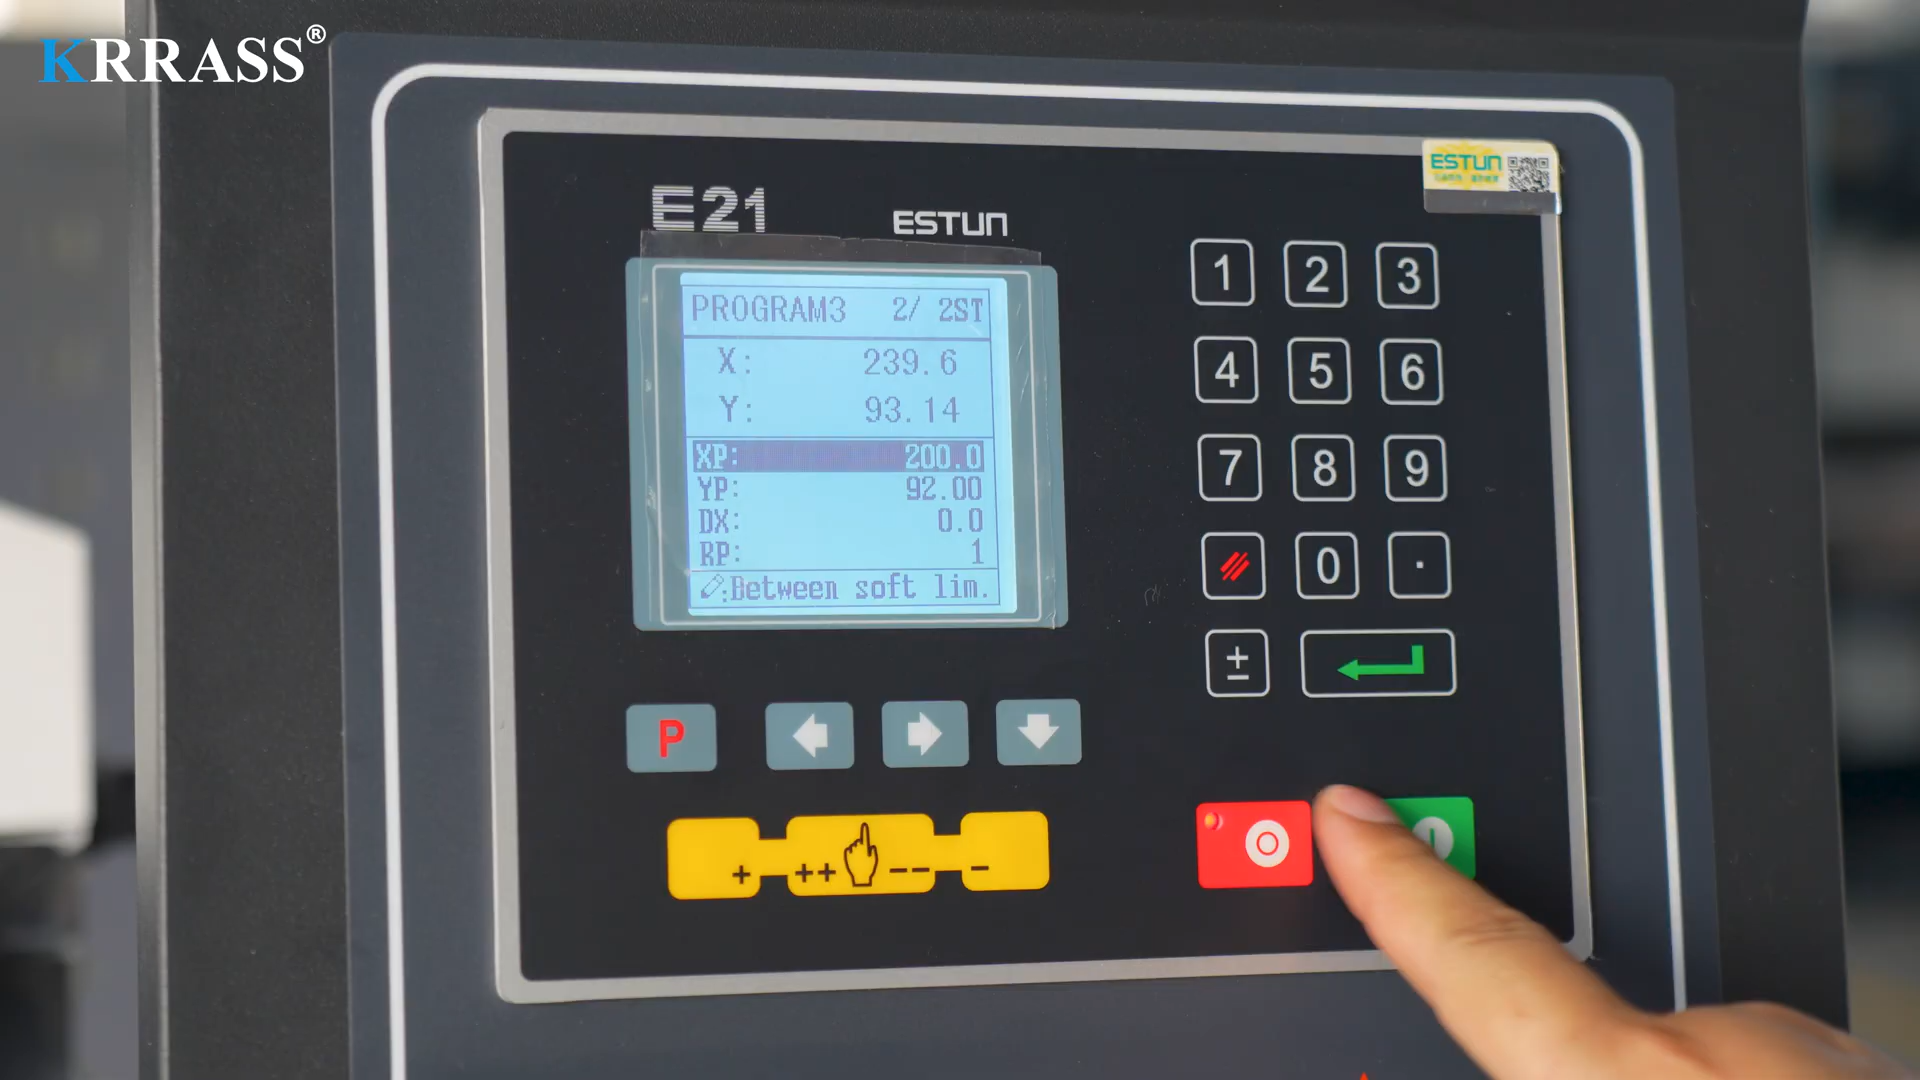 KRRASS®
E21 ESTUN
ESTUN
PROGRAM3 2/ 2ST
X: 239.6
Y: 93.14
XP: 200.0
YP: 92.00
DX: 0.0
RP: 1
:Between soft lim.
1 2 3
4 5 6
7 8 9
0 .
±
P
+ ++ -- -